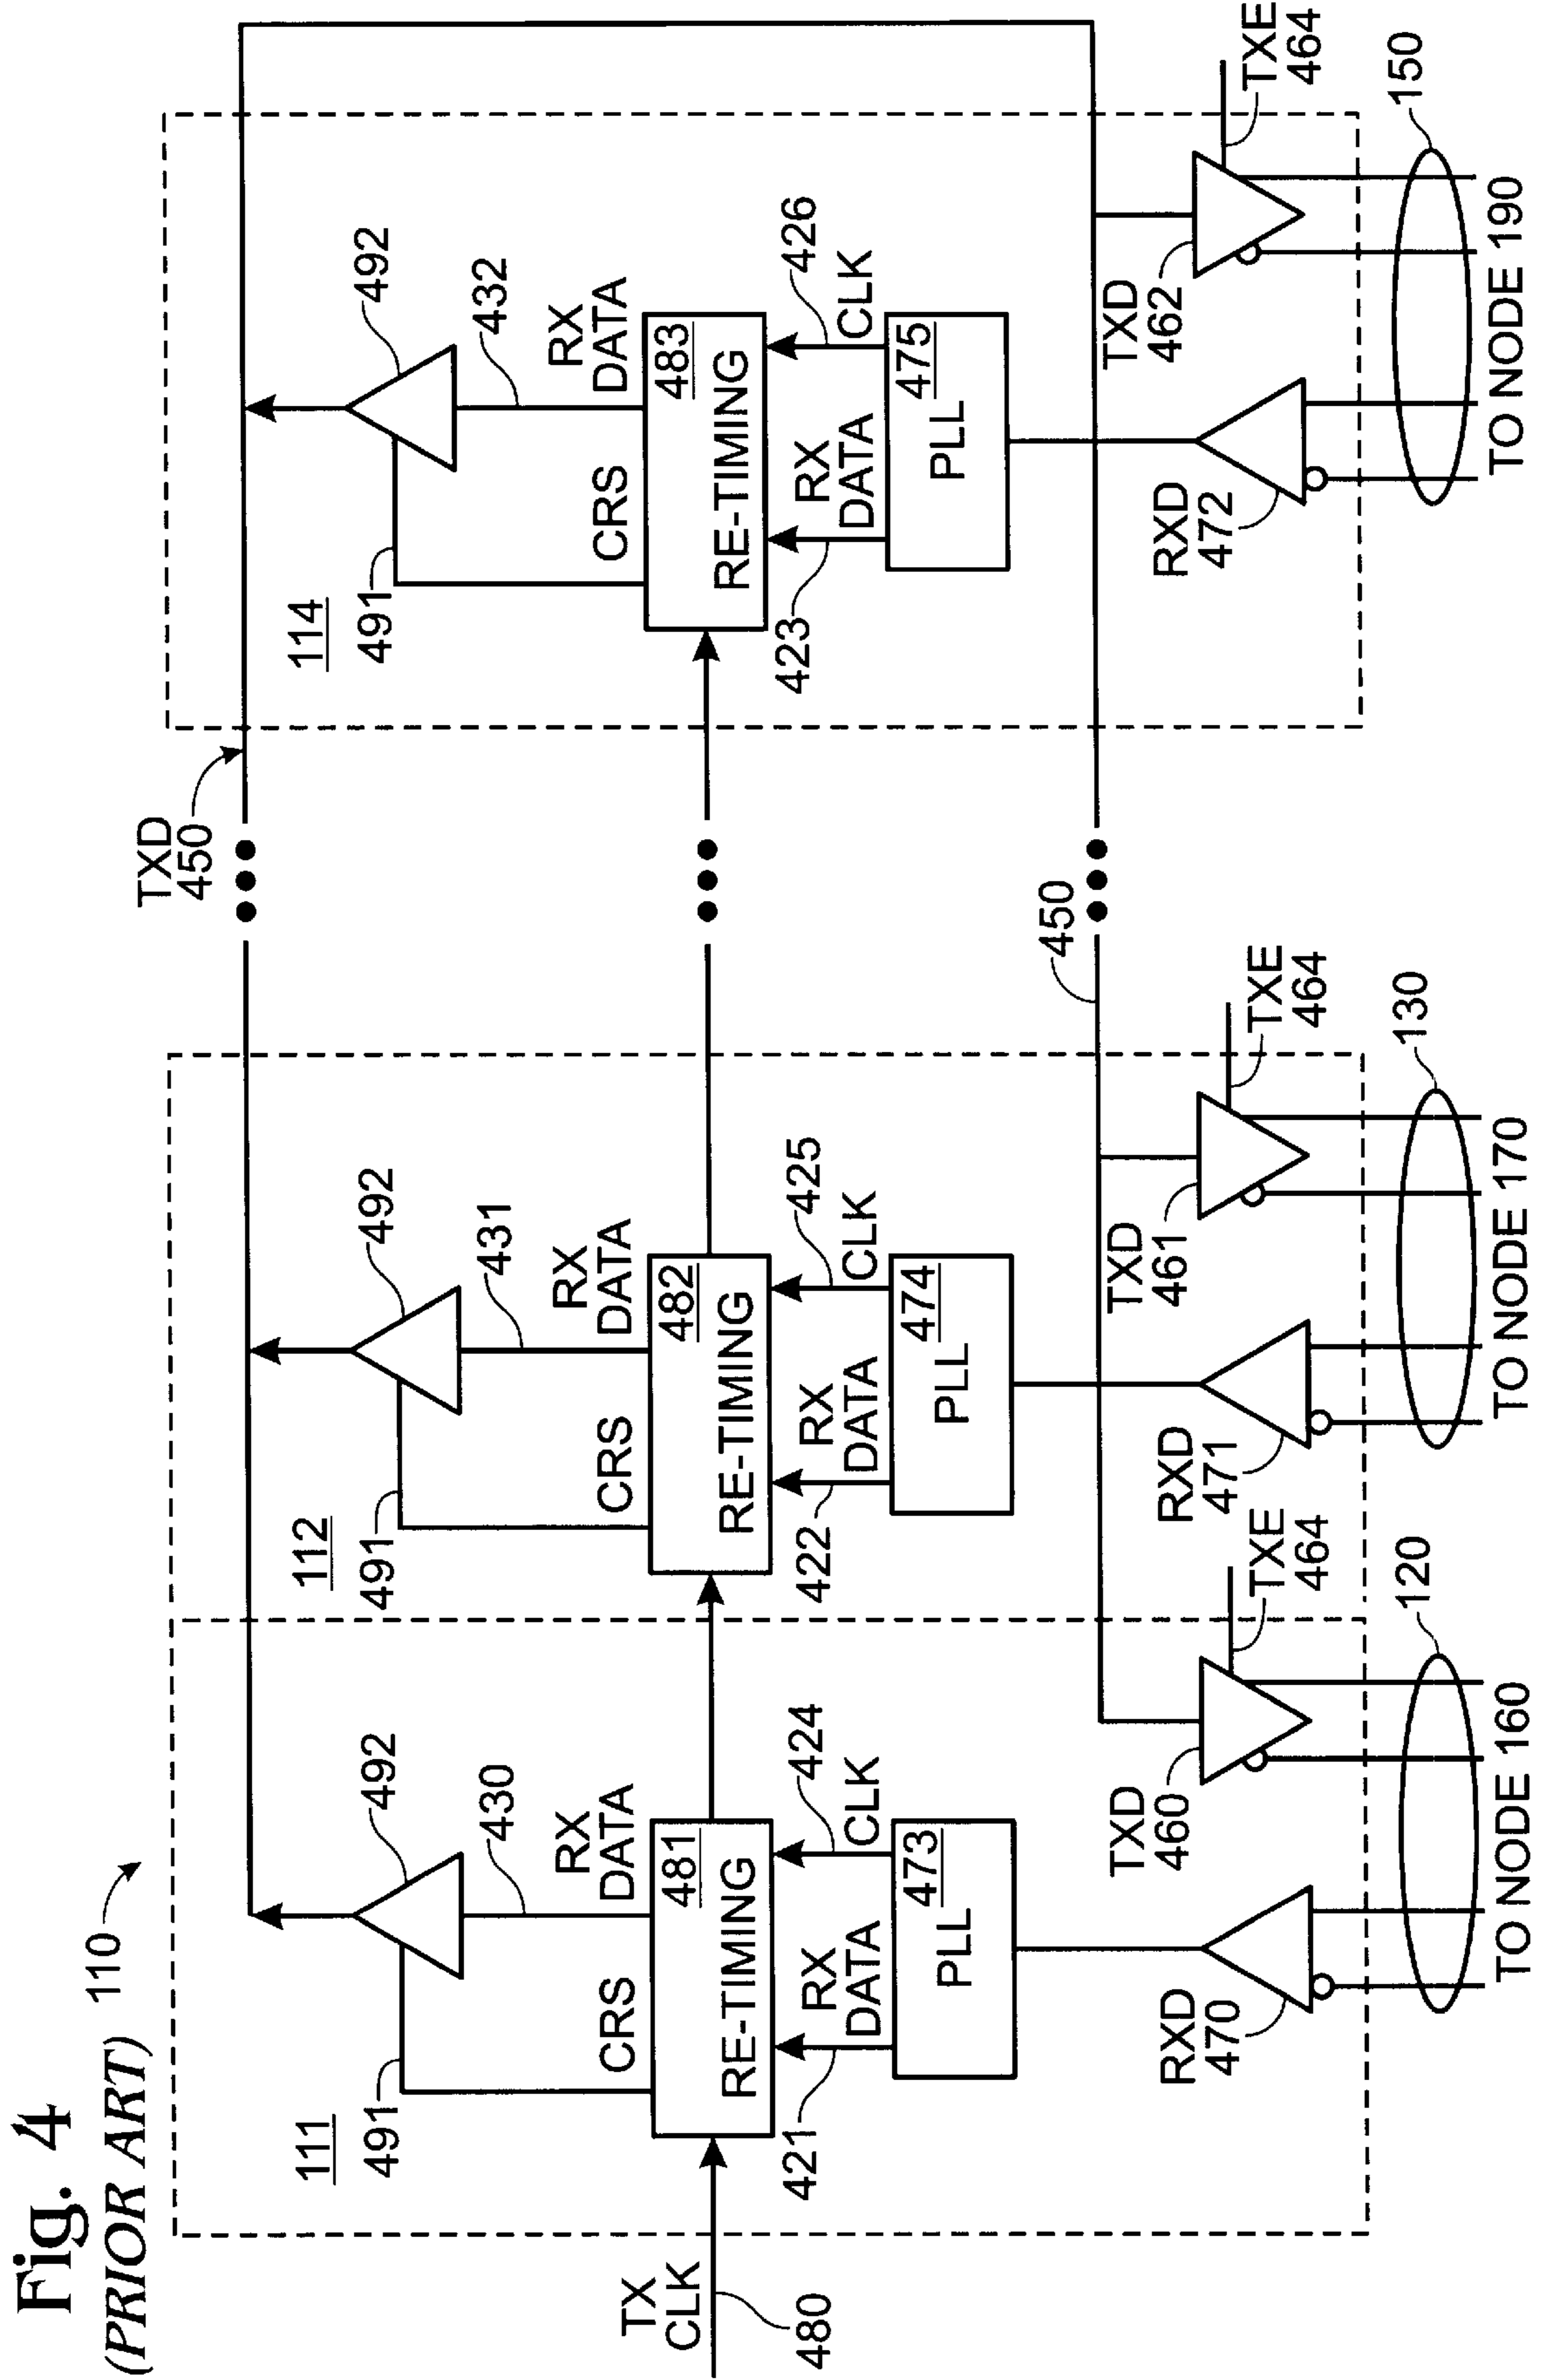 Fig. 4
(PRIOR ART)
110
TXD
450
111
491
492
430
CRS
RX
DATA
TX
CLK
480
481
RE-TIMING
421
RX
DATA
424
CLK
473
PLL
RXD
470
TXD
460
TXE
464
120
TO NODE 160
112
491
492
431
CRS
RX
DATA
482
RE-TIMING
422
RX
DATA
425
CLK
474
PLL
450
RXD
471
TXD
461
TXE
464
130
TO NODE 170
114
491
492
432
CRS
RX
DATA
483
RE-TIMING
423
RX
DATA
426
CLK
475
PLL
RXD
472
TXD
462
TXE
464
150
TO NODE 190